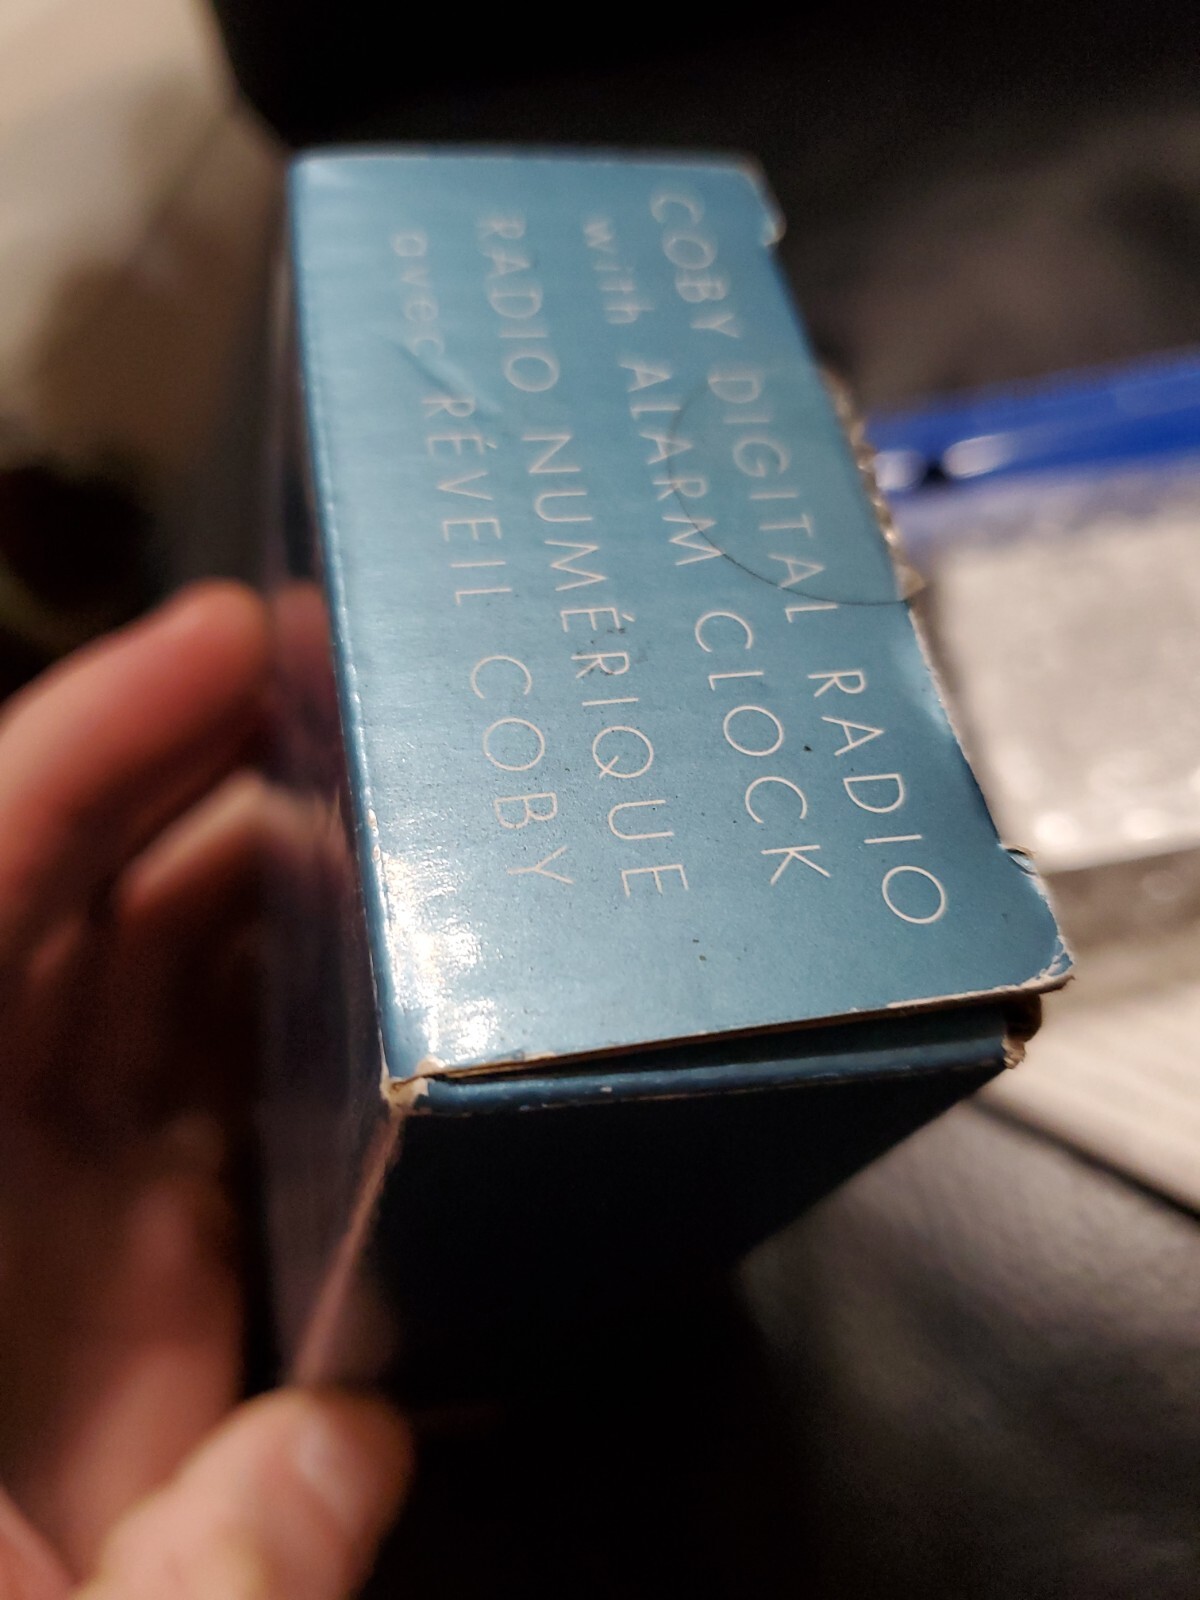 COBY DIGITAL RADIO
with ALARM CLOCK
RADIO NUMÉRIQUE
avec RÉVEIL COBY